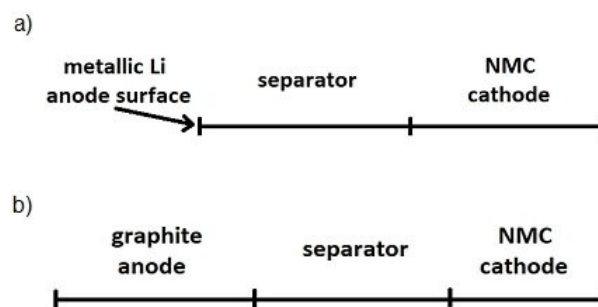 a)
metallic Li
anode surface
separator
NMC
cathode
b)
graphite
anode
separator
NMC
cathode